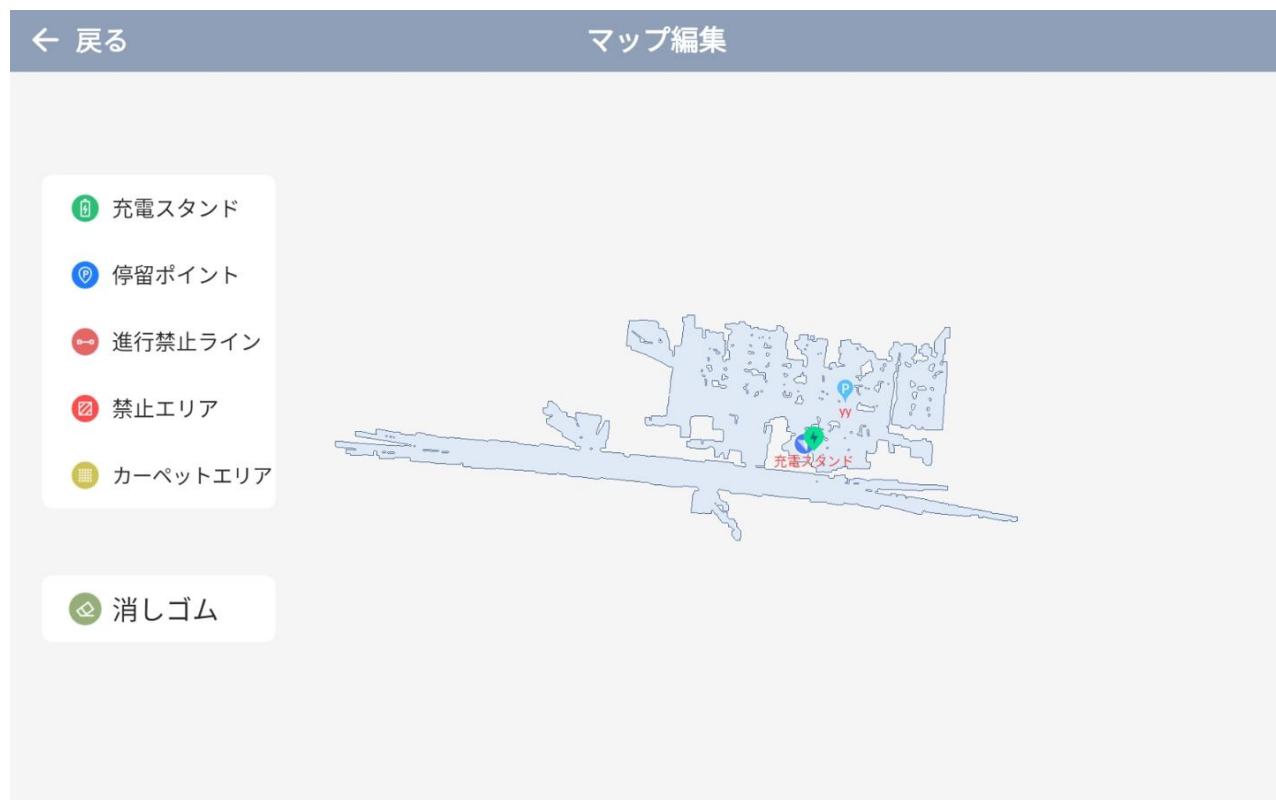 戻る
マップ編集
充電スタンド
停留ポイント
進行禁止ライン
禁止エリア
カーペットエリア
消しゴム
P
yy
充電スタンド